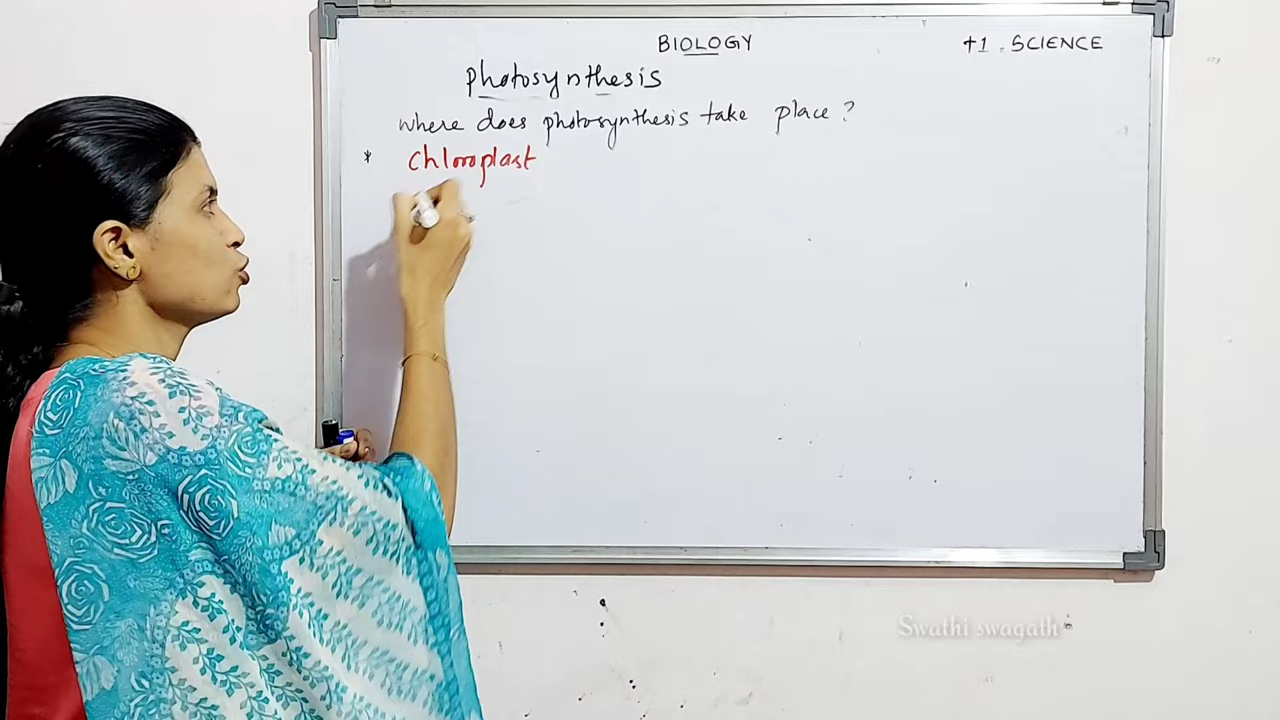 BIOLOGY
+1. SCIENCE
photosynthesis
where does photosynthesis take place ?
* Chloroplast
Swathi swagath